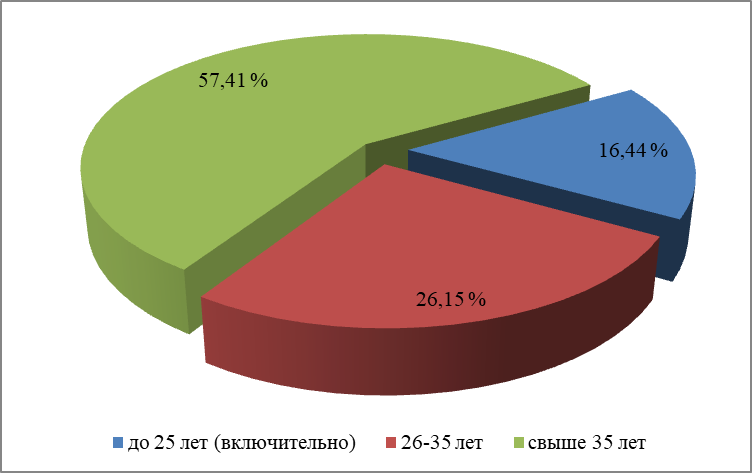 57,41 %
16,44 %
26,15 %
до 25 лет (включительно) 26-35 лет свыше 35 лет